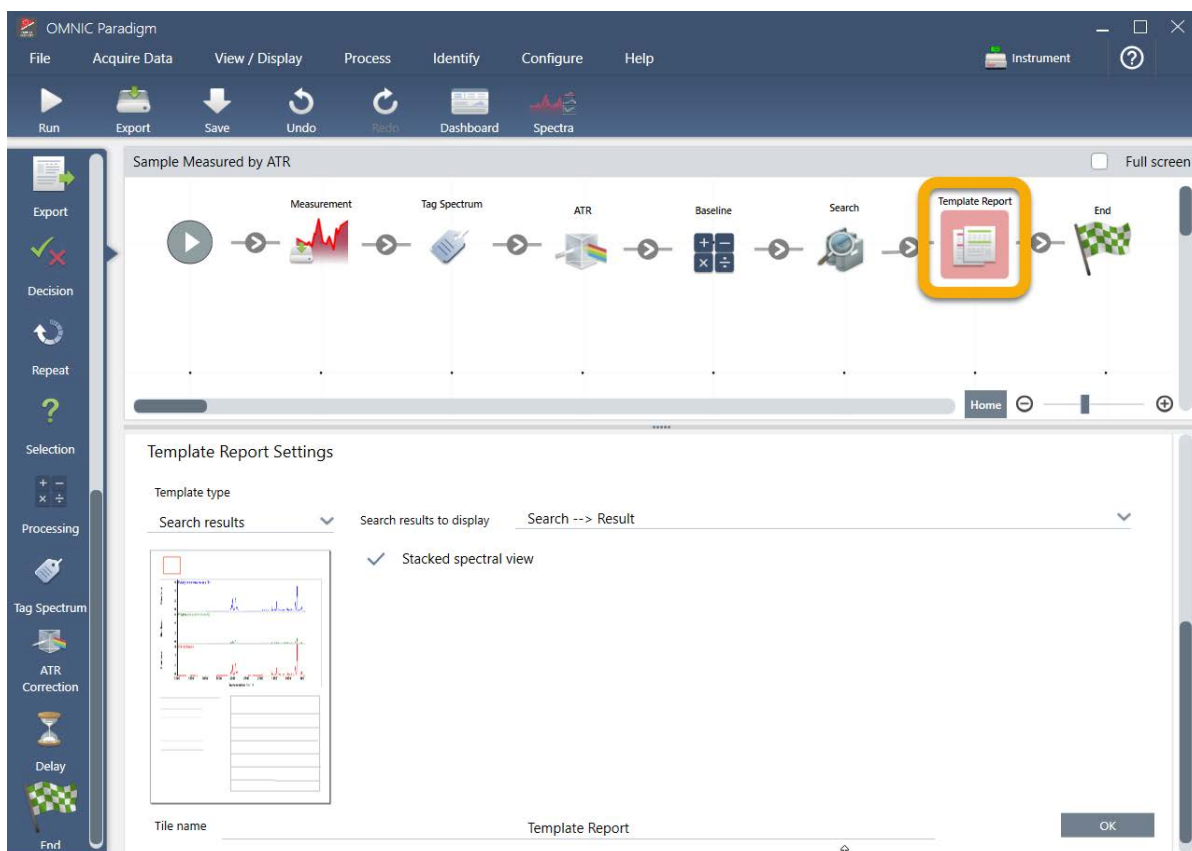 OMNIC Paradigm
File Acquire Data View / Display Process Identify Configure Help Instrument
Run Export Save Undo Redo Dashboard Spectra
Sample Measured by ATR Full screen
Measurement Tag Spectrum ATR Baseline Search Template Report End
Export
Decision
Repeat
Home
Selection
Processing
Tag Spectrum
ATR
Correction
Delay
End
Template Report Settings
Template type
Search results Search results to display Search --> Result
Stacked spectral view
Tile name Template Report OK